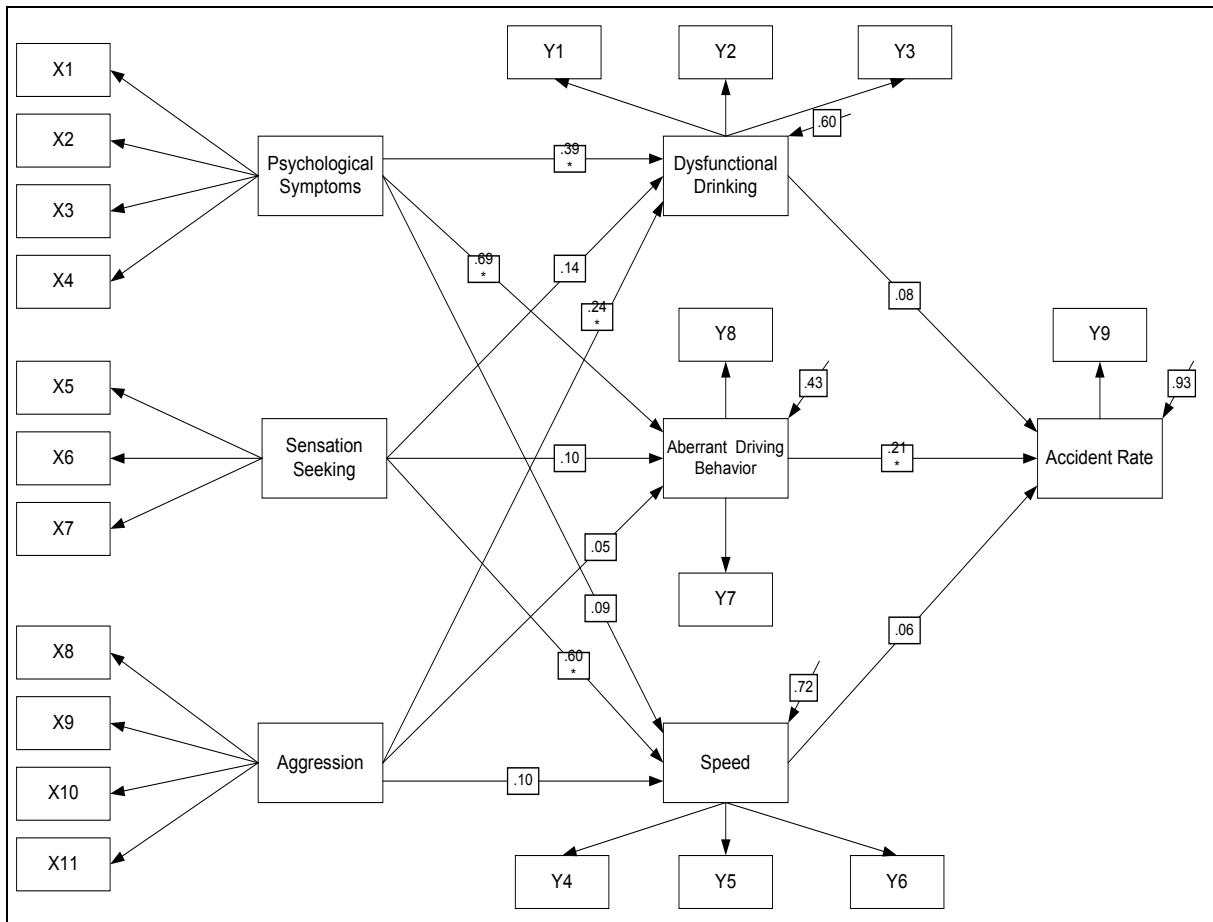 X1
X2
X3
X4
X5
X6
X7
X8
X9
X10
X11
Psychological
Symptoms
Sensation
Seeking
Aggression
.39
*
.69
*
.14
.24
*
.10
.05
.09
.60
*
.10
Y1
Y2
Y3
.60
Dysfunctional
Drinking
Y8
.43
Aberrant Driving
Behavior
Y7
.72
Speed
Y4
Y5
Y6
.08
.21
*
.06
Y9
.93
Accident Rate